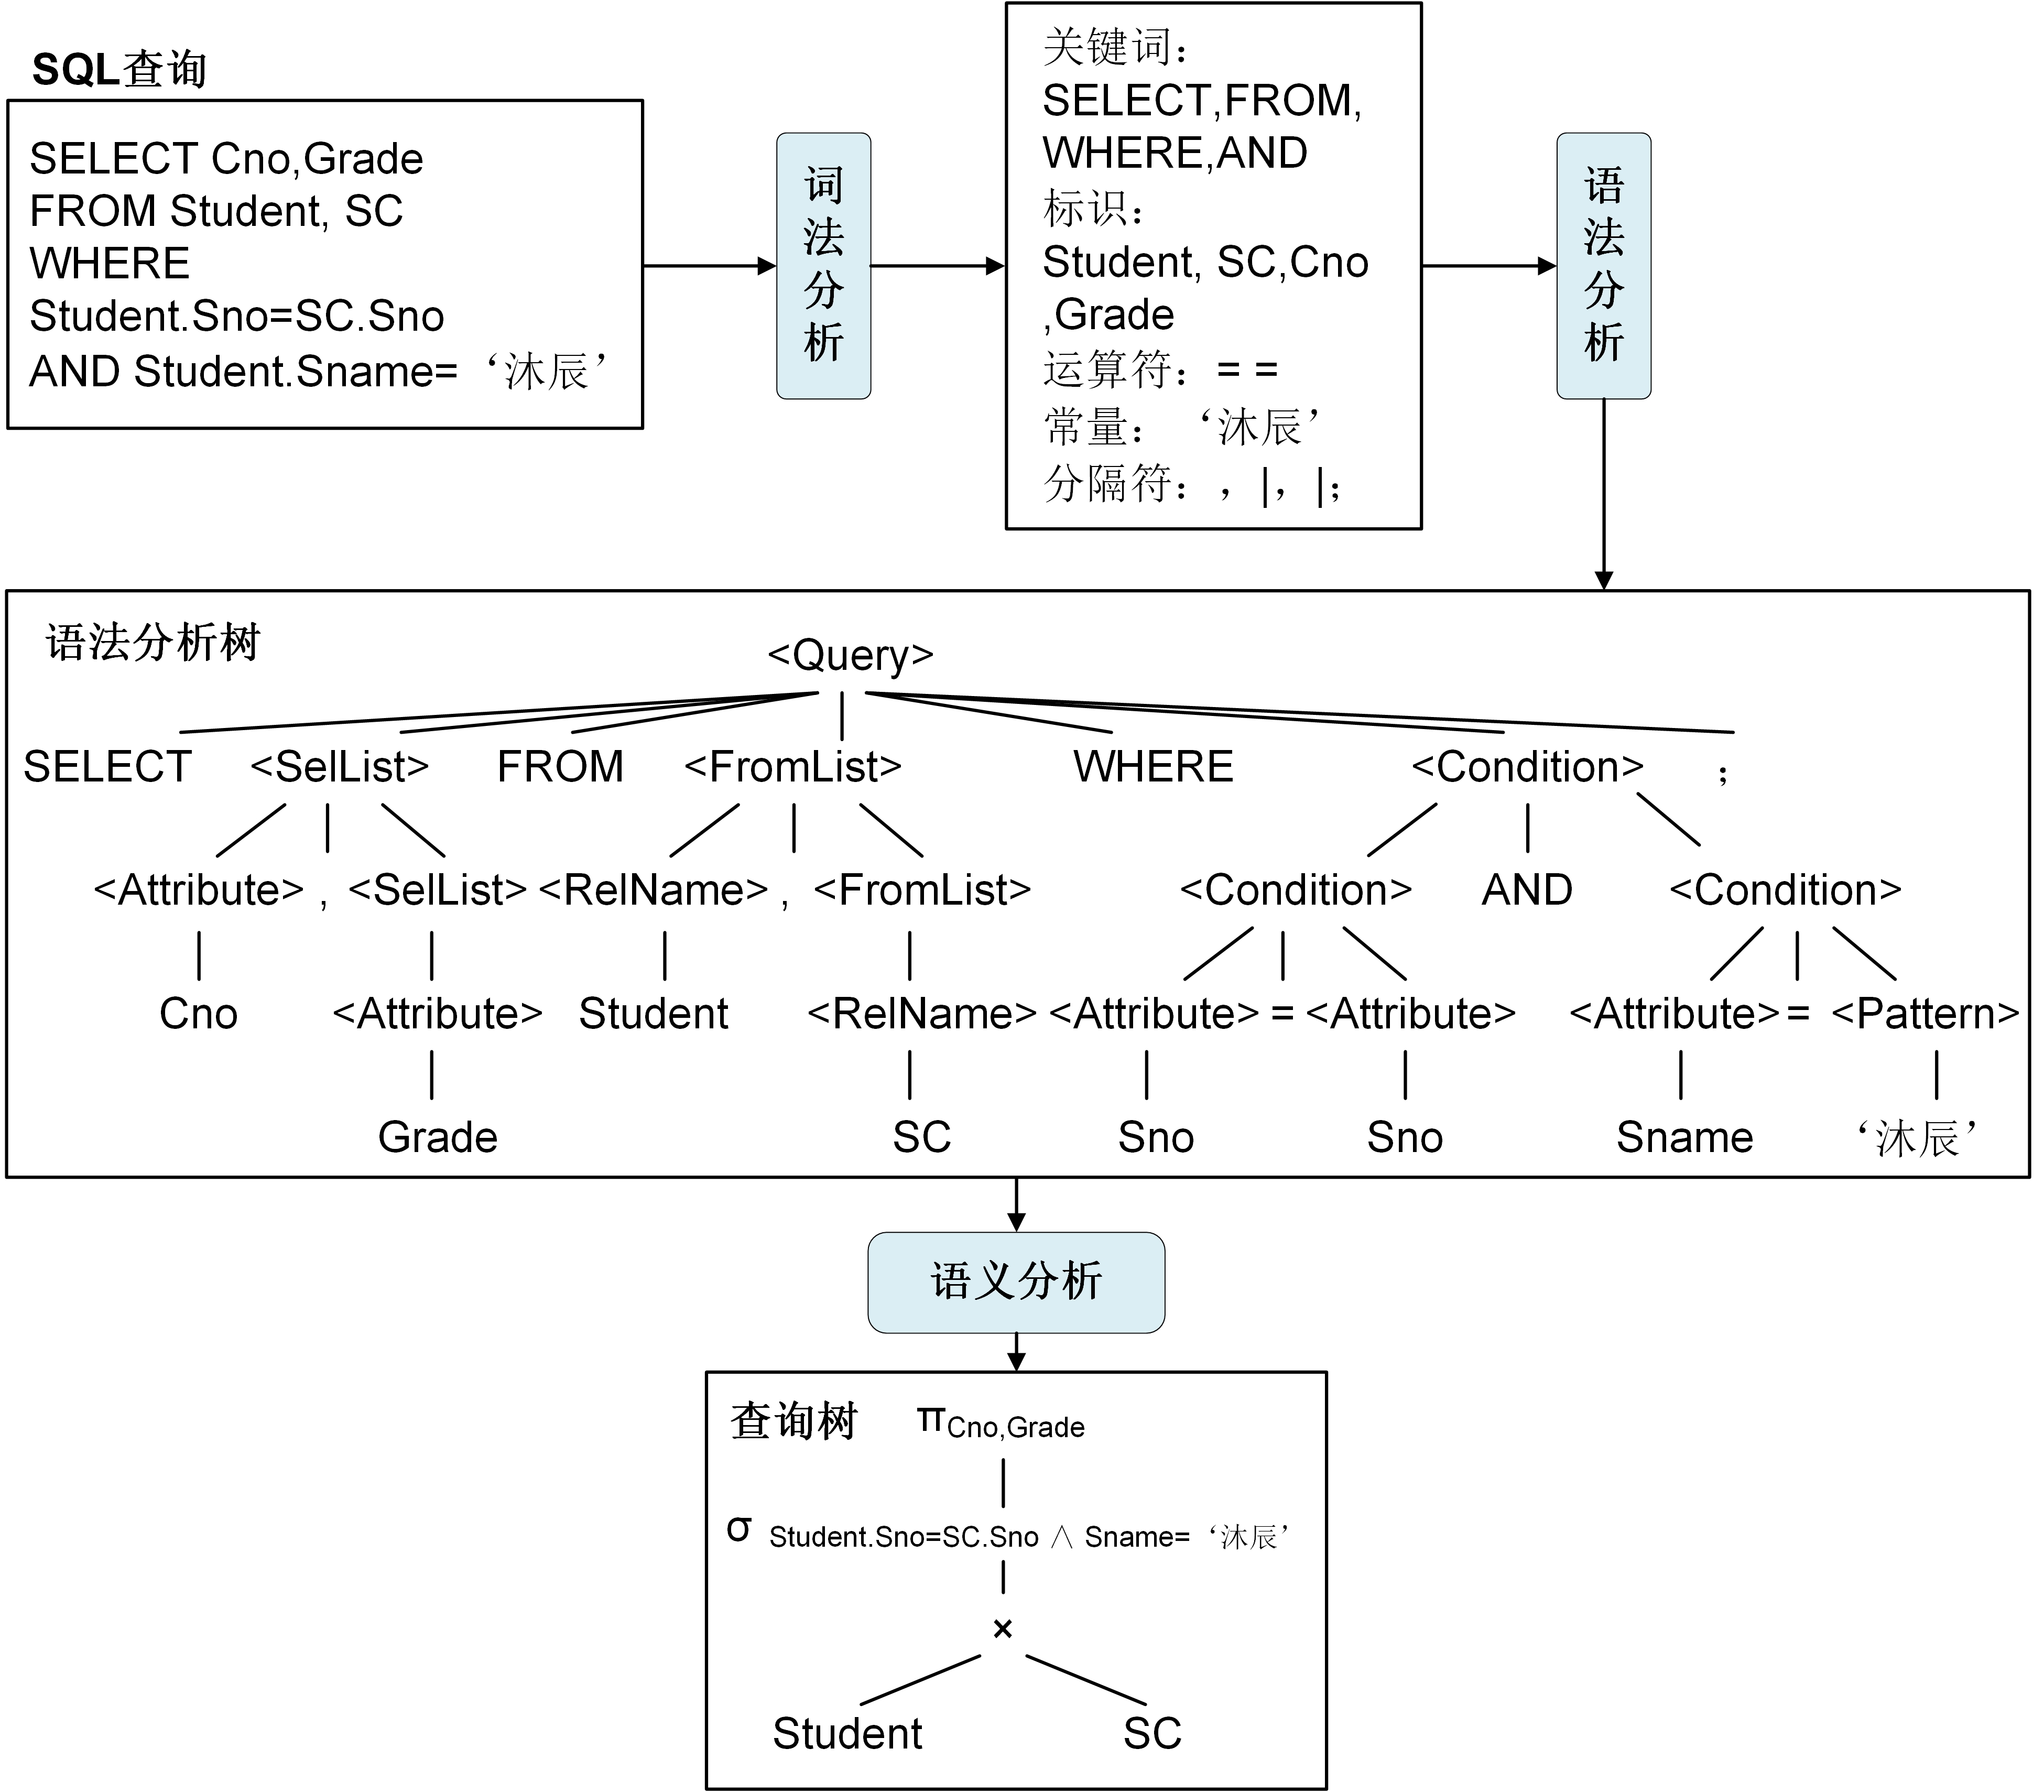 SQL查询
SELECT Cno,Grade
FROM Student, SC
WHERE
Student.Sno=SC.Sno
AND Student.Sname=‘沐辰’
词法分析
关键词：
SELECT,FROM,
WHERE,AND
标识：
Student, SC,Cno
,Grade
运算符：= =
常量：‘沐辰’
分隔符：，|，|；
语法分析
语法分析树
<Query>
SELECT <SelList> FROM <FromList> WHERE <Condition> ；
<Attribute> , <SelList> <RelName> , <FromList> <Condition> AND <Condition>
Cno <Attribute> Student <RelName> <Attribute> = <Attribute> <Attribute> = <Pattern>
Grade SC Sno Sno Sname ‘沐辰’
语义分析
查询树 πCno,Grade
σ Student.Sno=SC.Sno ∧ Sname=‘沐辰’
×
Student SC